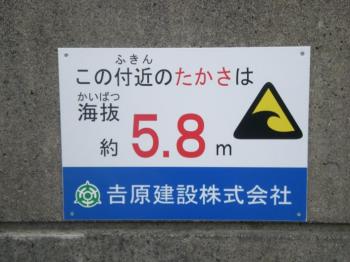 ふきん
この付近のたかさは
かいばつ
海抜
約 5.8 m
𠮷原建設株式会社